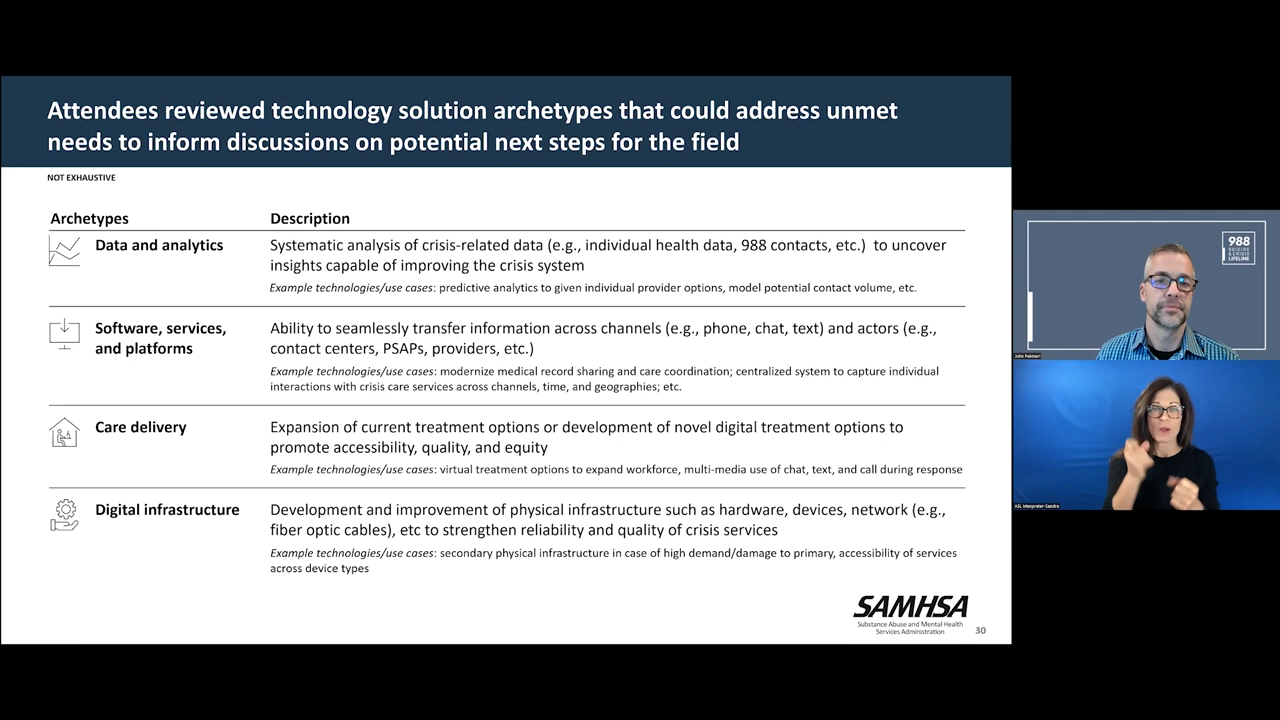 Attendees reviewed technology solution archetypes that could address unmet
needs to inform discussions on potential next steps for the field
NOT EXHAUSTIVE
Archetypes
Description
Data and analytics
Systematic analysis of crisis-related data (e.g., individual health data, 988 contacts, etc.) to uncover
insights capable of improving the crisis system
Example technologies/use cases: predictive analytics to given individual provider options, model potential contact volume, etc.
Software, services,
and platforms
Ability to seamlessly transfer information across channels (e.g., phone, chat, text) and actors (e.g.,
contact centers, PSAPs, providers, etc.)
Example technologies/use cases: modernize medical record sharing and care coordination; centralized system to capture individual
interactions with crisis care services across channels, time, and geographies; etc.
Care delivery
Expansion of current treatment options or development of novel digital treatment options to
promote accessibility, quality, and equity
Example technologies/use cases: virtual treatment options to expand workforce, multi-media use of chat, text, and call during response
Digital infrastructure
Development and improvement of physical infrastructure such as hardware, devices, network (e.g.,
fiber optic cables), etc to strengthen reliability and quality of crisis services
Example technologies/use cases: secondary physical infrastructure in case of high demand/damage to primary, accessibility of services
across device types
SAMHSA
Substance Abuse and Mental Health
Services Administration
30
988
SUICIDE
& CRISIS
LIFELINE
John Palmieri
ASL Interpreter-Sandra